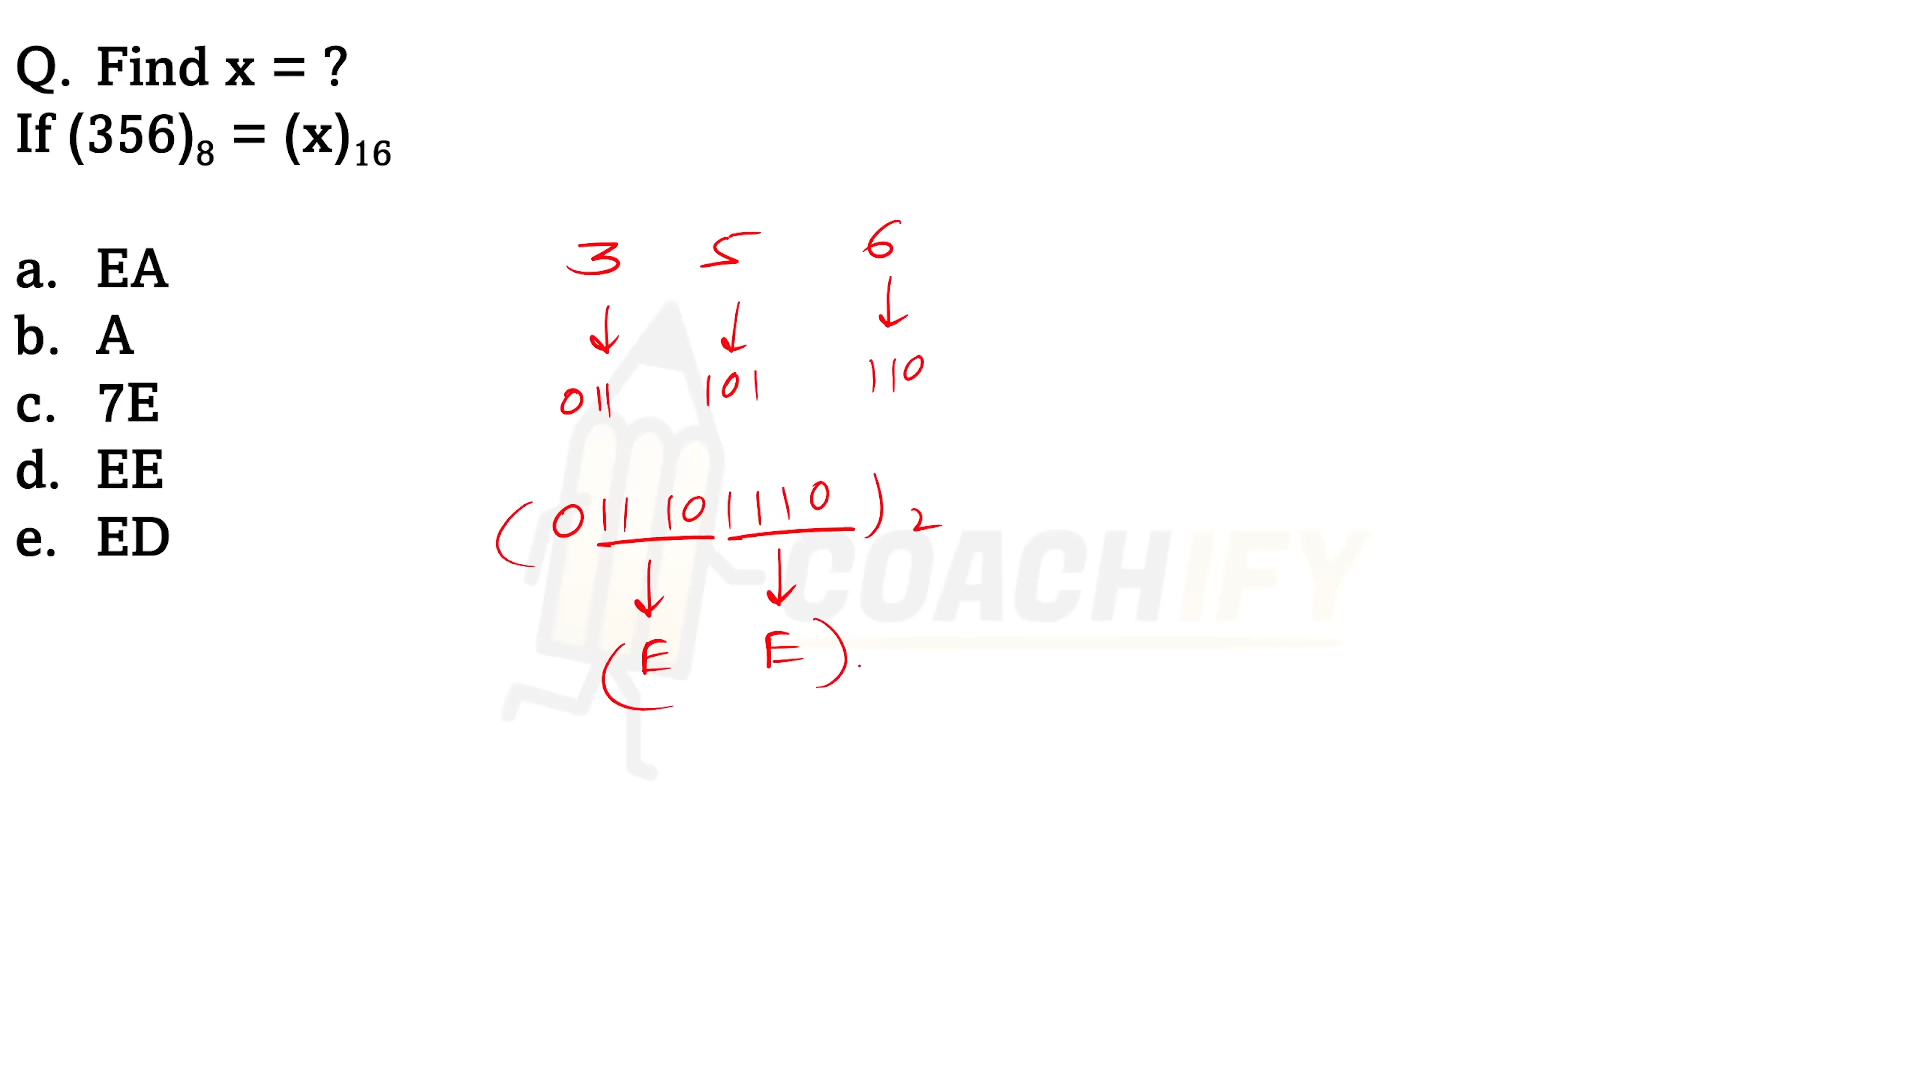 Q. Find x = ?
If (356)₈ = (x)₁₆
a. EA
b. A
c. 7E
d. EE
e. ED
3 5 6
↓ ↓ ↓
011 101 110
(011101110)₂
↓ ↓
(E E).
COACHIFY